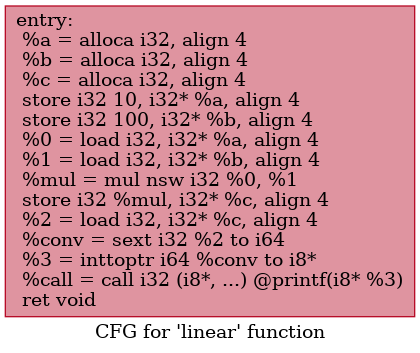 entry:
%a = alloca i32, align 4
%b = alloca i32, align 4
%c = alloca i32, align 4
store i32 10, i32* %a, align 4
store i32 100, i32* %b, align 4
%0 = load i32, i32* %a, align 4
%1 = load i32, i32* %b, align 4
%mul = mul nsw i32 %0, %1
store i32 %mul, i32* %c, align 4
%2 = load i32, i32* %c, align 4
%conv = sext i32 %2 to i64
%3 = inttoptr i64 %conv to i8*
%call = call i32 (i8*, ...) @printf(i8* %3)
ret void
CFG for 'linear' function